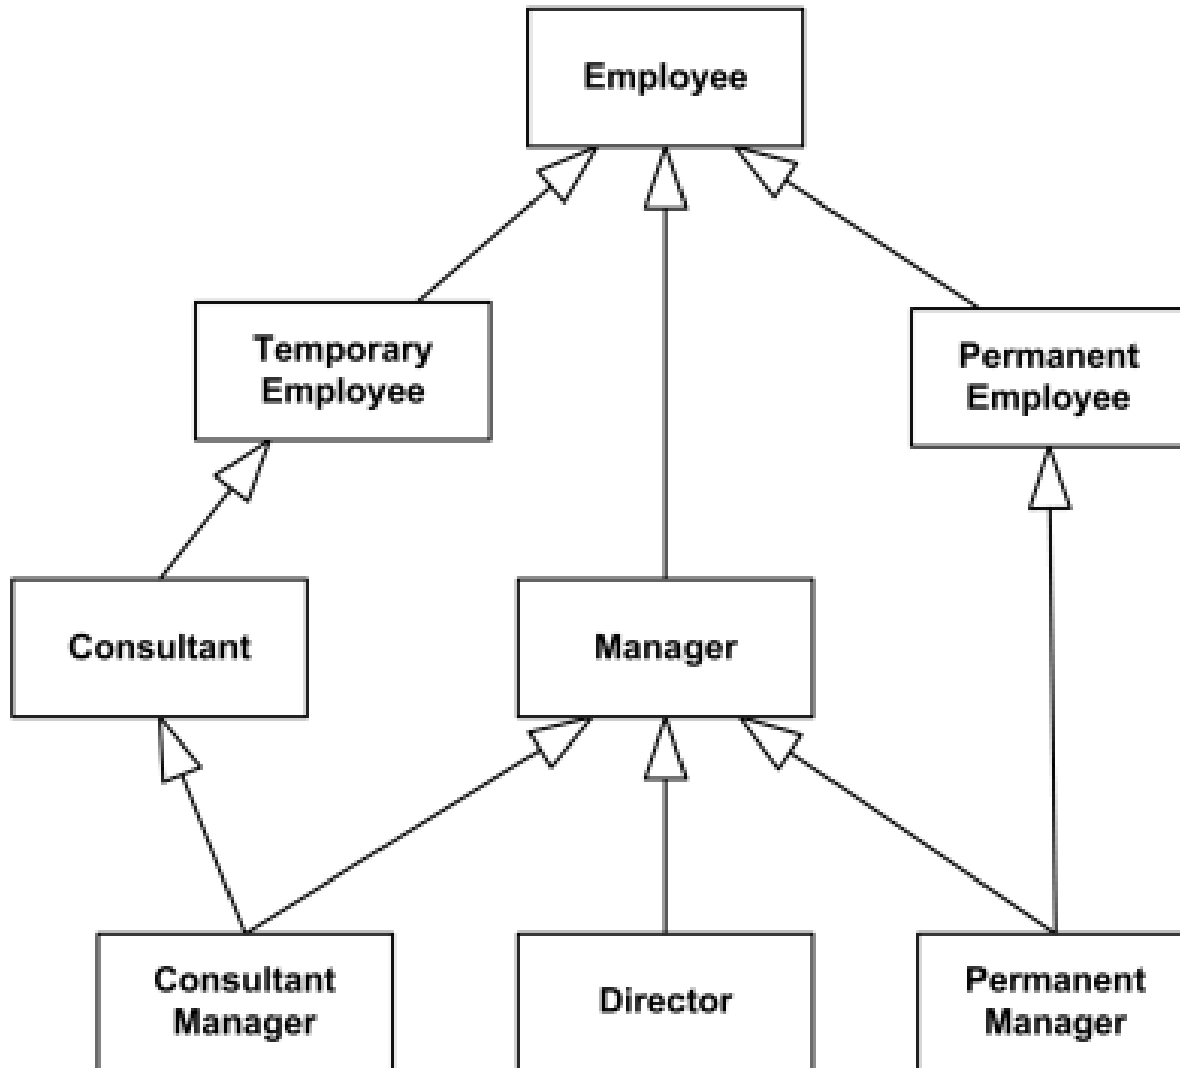 Employee
Temporary
Employee
Permanent
Employee
Consultant
Manager
Consultant
Manager
Director
Permanent
Manager